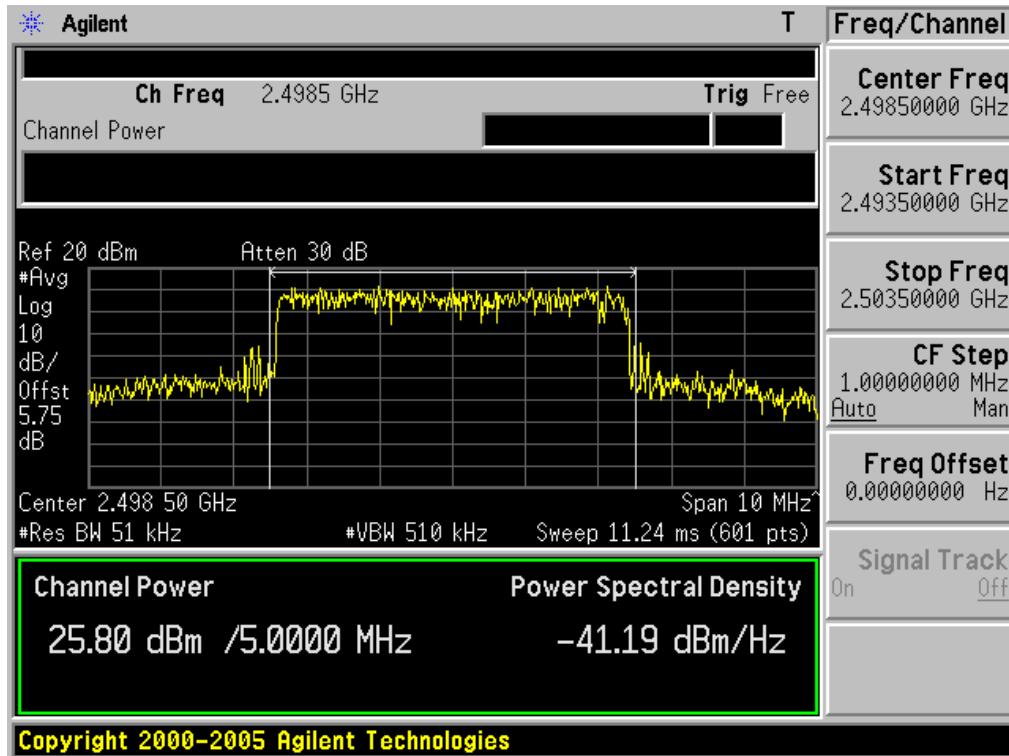 Agilent T Freq/Channel
Ch Freq 2.4985 GHz Trig Free
Channel Power
Center Freq
2.49850000 GHz
Start Freq
2.49350000 GHz
Stop Freq
2.50350000 GHz
CF Step
1.00000000 MHz
Auto Man
Freq Offset
0.00000000 Hz
Signal Track
On Off
Ref 20 dBm Atten 30 dB
#Avg
Log
10
dB/
Offst
5.75
dB
Center 2.498 50 GHz Span 10 MHz^
#Res BW 51 kHz #VBW 510 kHz Sweep 11.24 ms (601 pts)
Channel Power Power Spectral Density
25.80 dBm /5.0000 MHz -41.19 dBm/Hz
Copyright 2000-2005 Agilent Technologies